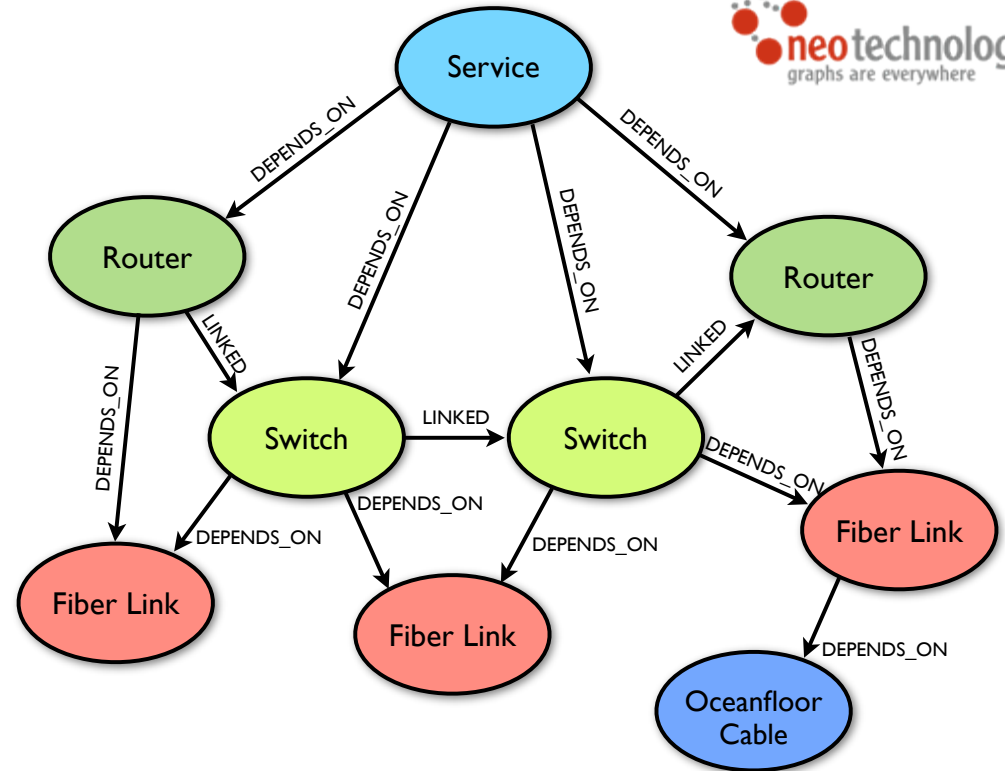 neotechnolog
graphs are everywhere
Service
DEPENDS_ON
DEPENDS_ON
DEPENDS_ON
DEPENDS_ON
Router
Router
LINKED
LINKED
DEPENDS_ON
DEPENDS_ON
Switch
LINKED
Switch
DEPENDS_ON
DEPENDS_ON
DEPENDS_ON
DEPENDS_ON
Fiber Link
Fiber Link
Fiber Link
DEPENDS_ON
Oceanfloor
Cable